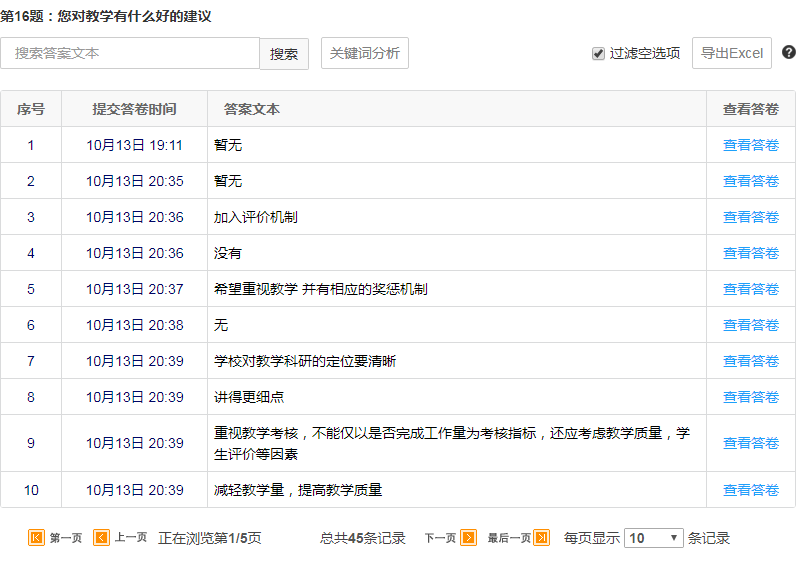 第16题：您对教学有什么好的建议
搜索答案文本 搜索 关键词分析 过滤空选项 导出Excel ?
序号 提交答卷时间 答案文本 查看答卷
1 10月13日 19:11 暂无 查看答卷
2 10月13日 20:35 暂无 查看答卷
3 10月13日 20:36 加入评价机制 查看答卷
4 10月13日 20:36 没有 查看答卷
5 10月13日 20:37 希望重视教学 并有相应的奖惩机制 查看答卷
6 10月13日 20:38 无 查看答卷
7 10月13日 20:39 学校对教学科研的定位要清晰 查看答卷
8 10月13日 20:39 讲得更细点 查看答卷
9 10月13日 20:39 重视教学考核，不能仅以是否完成工作量为考核指标，还应考虑教学质量，学 查看答卷
生评价等因素
10 10月13日 20:39 减轻教学量，提高教学质量 查看答卷
第一页 上一页 正在浏览第1/5页 总共45条记录 下一页 最后一页 每页显示 10 条记录